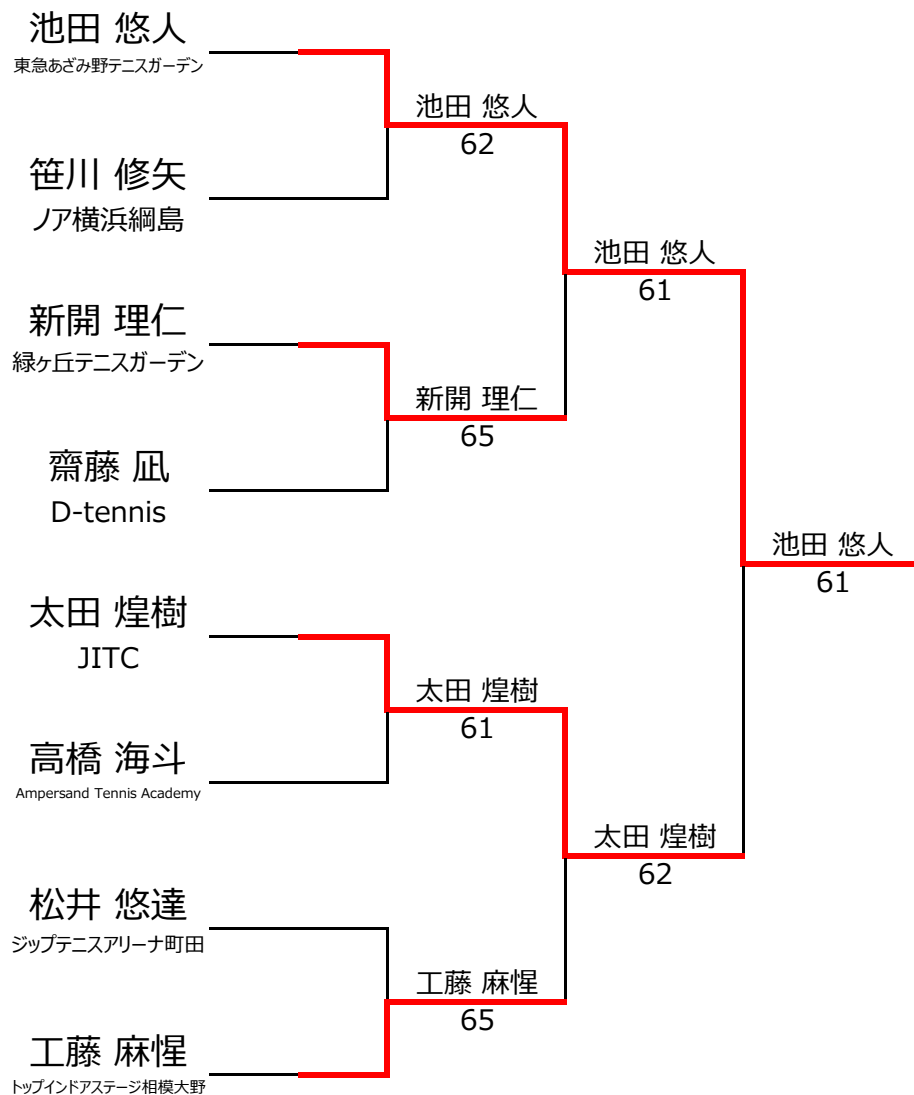 池田 悠人
東急あざみ野テニスガーデン
池田 悠人
62
笹川 修矢
ノア横浜綱島
池田 悠人
61
新開 理仁
緑ヶ丘テニスガーデン
新開 理仁
65
齋藤 凪
D-tennis
池田 悠人
61
太田 煌樹
JITC
太田 煌樹
61
高橋 海斗
Ampersand Tennis Academy
太田 煌樹
62
松井 悠達
ジップテニスアリーナ町田
工藤 麻惺
65
工藤 麻惺
トップインドアステージ相模大野